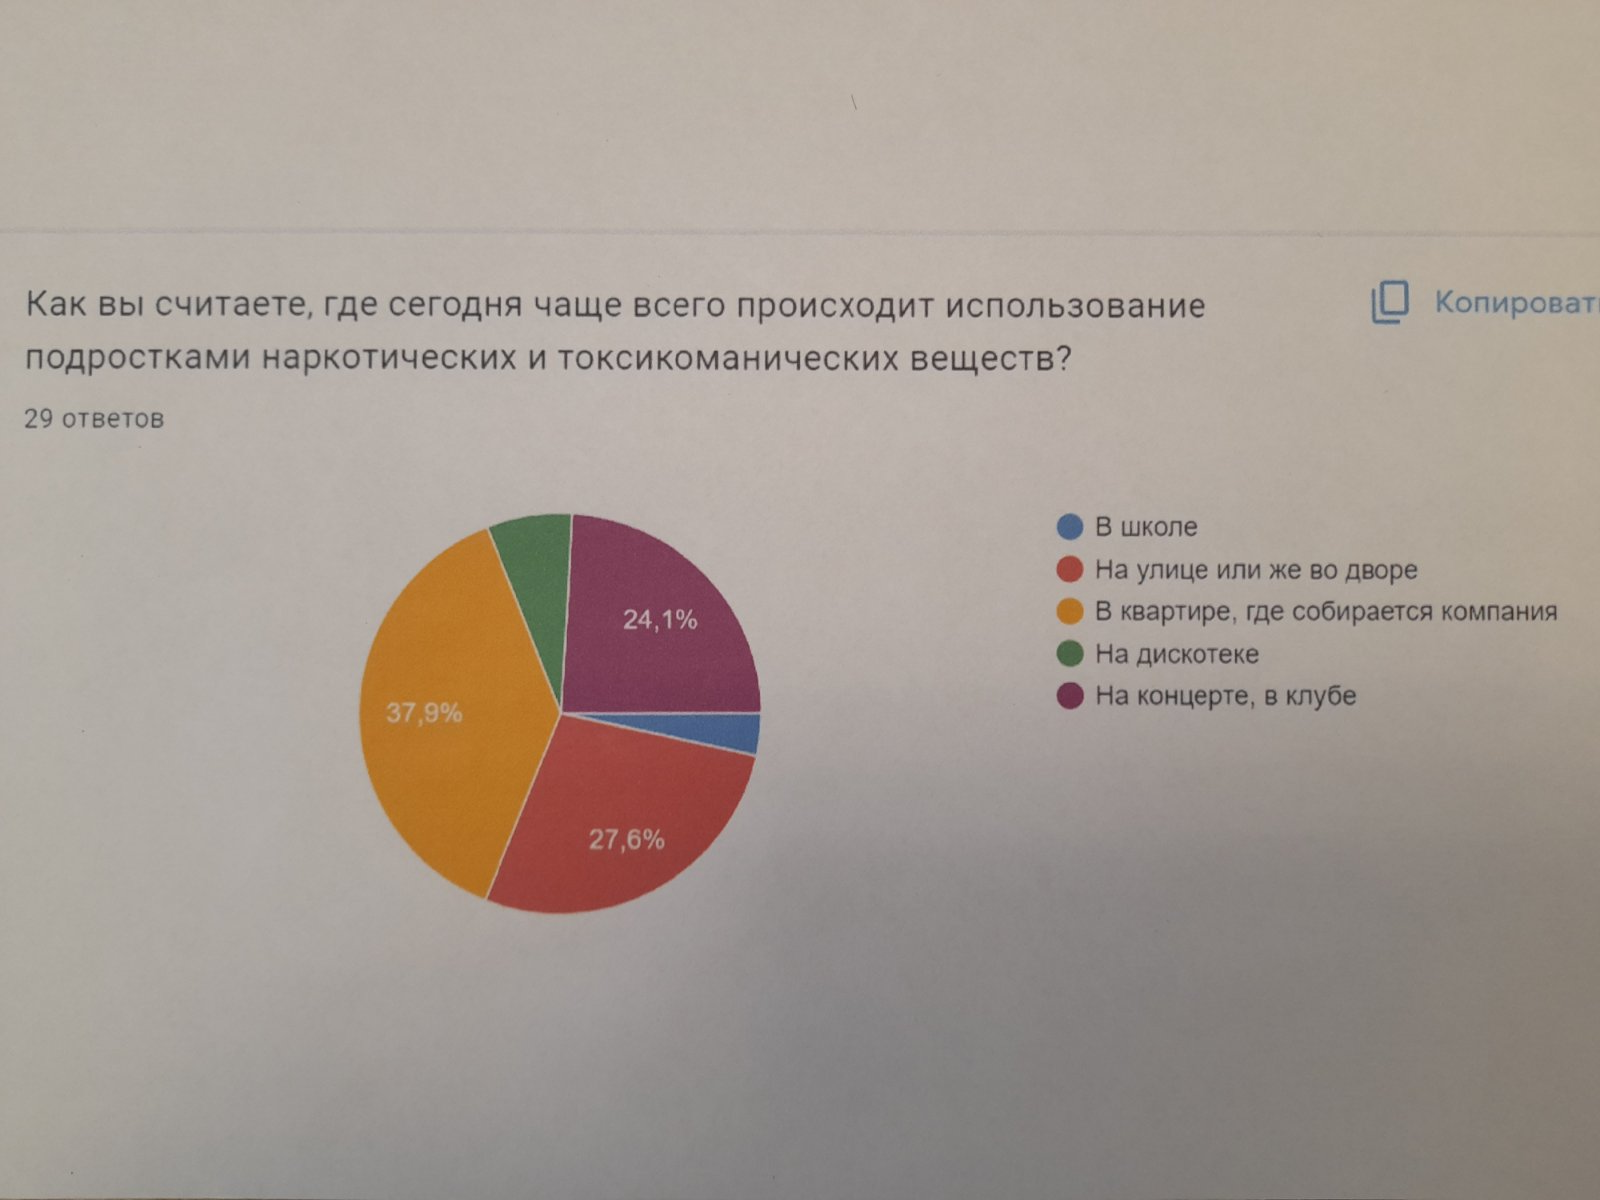 Как вы считаете, где сегодня чаще всего происходит использование
подростками наркотических и токсикоманических веществ?
Копироват
29 ответов
В школе
На улице или же во дворе
В квартире, где собирается компания
На дискотеке
На концерте, в клубе
24,1%
37,9%
27,6%